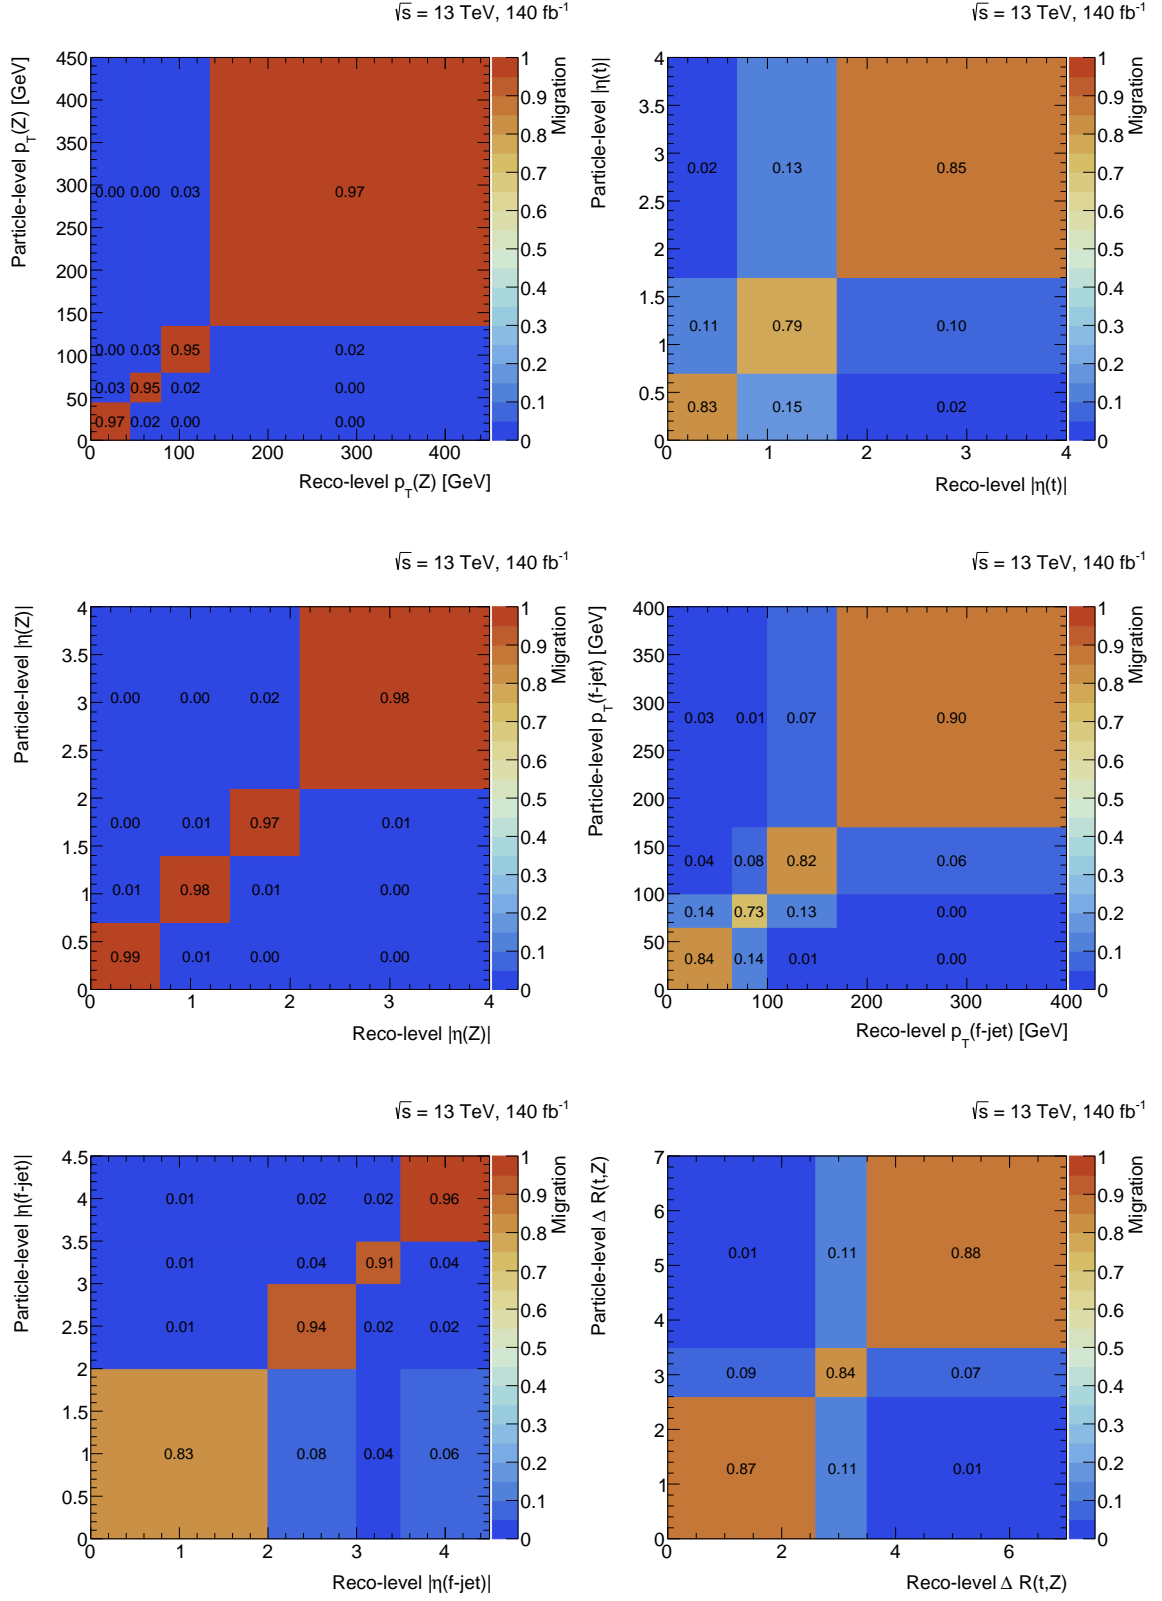 √s = 13 TeV, 140 fb-1
Particle-level pT(Z) [GeV]
450
400
350
300
250
200
150
100
50
0
0.00 0.00 0.03 0.97
0.00 0.03 0.95 0.02
0.03 0.95 0.02 0.00
0.97 0.02 0.00 0.00
0 100 200 300 400
Reco-level pT(Z) [GeV]
1
0.9
0.8
0.7
0.6
0.5
0.4
0.3
0.2
0.1
0
Migration
√s = 13 TeV, 140 fb-1
Particle-level |η(t)|
4
3.5
3
2.5
2
1.5
1
0.5
0
0.02 0.13 0.85
0.11 0.79 0.10
0.83 0.15 0.02
0 1 2 3 4
Reco-level |η(t)|
1
0.9
0.8
0.7
0.6
0.5
0.4
0.3
0.2
0.1
0
Migration
√s = 13 TeV, 140 fb-1
Particle-level |η(Z)|
4
3.5
3
2.5
2
1.5
1
0.5
0
0.00 0.00 0.02 0.98
0.00 0.01 0.97 0.01
0.01 0.98 0.01 0.00
0.99 0.01 0.00 0.00
0 1 2 3 4
Reco-level |η(Z)|
1
0.9
0.8
0.7
0.6
0.5
0.4
0.3
0.2
0.1
0
Migration
√s = 13 TeV, 140 fb-1
Particle-level pT(f-jet) [GeV]
400
350
300
250
200
150
100
50
0
0.03 0.01 0.07 0.90
0.04 0.08 0.82 0.06
0.14 0.73 0.13 0.00
0.84 0.14 0.01 0.00
0 100 200 300 400
Reco-level pT(f-jet) [GeV]
1
0.9
0.8
0.7
0.6
0.5
0.4
0.3
0.2
0.1
0
Migration
√s = 13 TeV, 140 fb-1
Particle-level |η(f-jet)|
4.5
4
3.5
3
2.5
2
1.5
1
0.5
0
0.01 0.02 0.02 0.96
0.01 0.04 0.91 0.04
0.01 0.94 0.02 0.02
0.83 0.08 0.04 0.06
0 1 2 3 4
Reco-level |η(f-jet)|
1
0.9
0.8
0.7
0.6
0.5
0.4
0.3
0.2
0.1
0
Migration
√s = 13 TeV, 140 fb-1
Particle-level Δ R(t,Z)
7
6
5
4
3
2
1
0
0.01 0.11 0.88
0.09 0.84 0.07
0.87 0.11 0.01
0 2 4 6
Reco-level Δ R(t,Z)
1
0.9
0.8
0.7
0.6
0.5
0.4
0.3
0.2
0.1
0
Migration